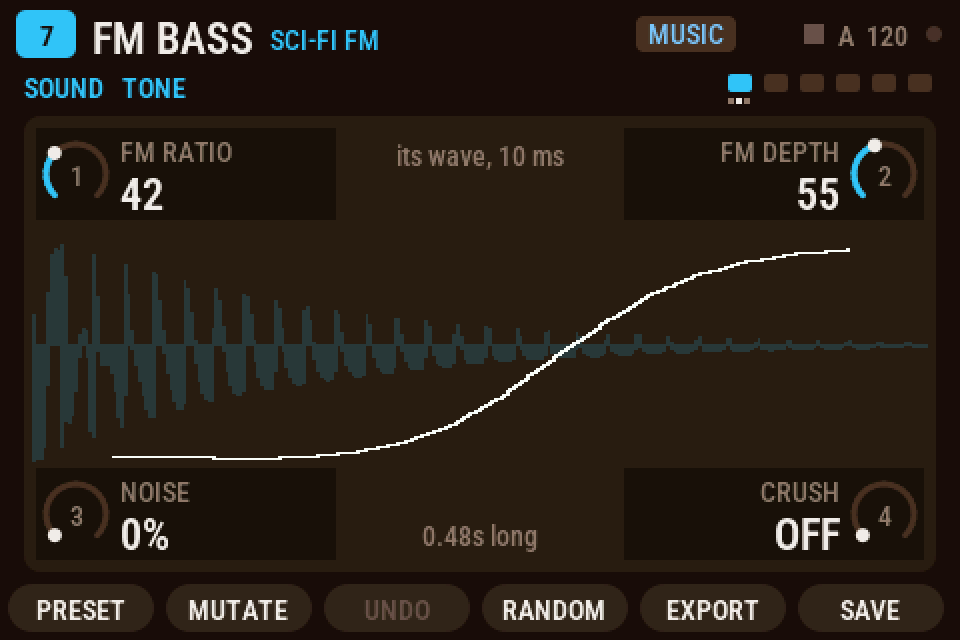 7 FM BASS SCI-FI FM MUSIC A 120
SOUND TONE
1 FM RATIO 42
its wave, 10 ms
FM DEPTH 55 2
3 NOISE 0%
0.48s long
CRUSH OFF 4
PRESET MUTATE UNDO RANDOM EXPORT SAVE